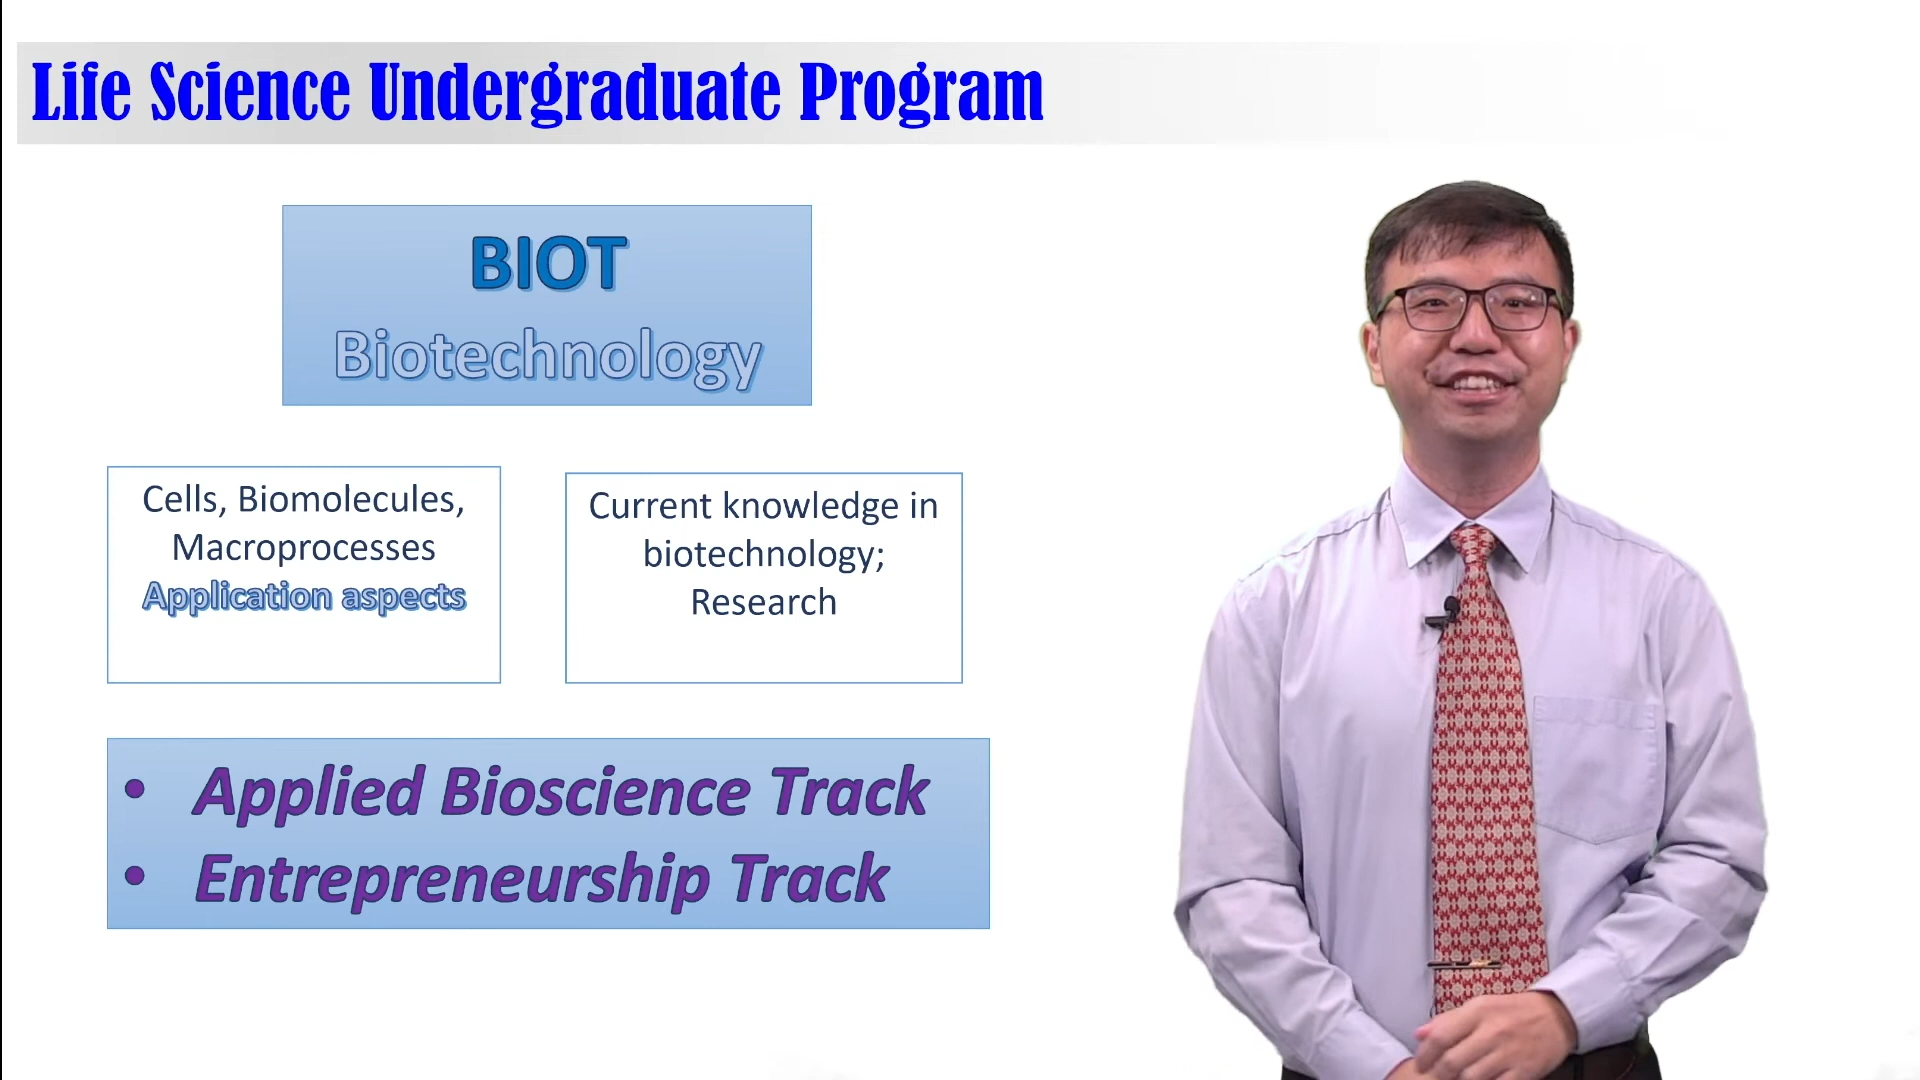 Life Science Undergraduate Program
BIOT
Biotechnology
Cells, Biomolecules,
Macroprocesses
Application aspects
Current knowledge in
biotechnology;
Research
• Applied Bioscience Track
• Entrepreneurship Track